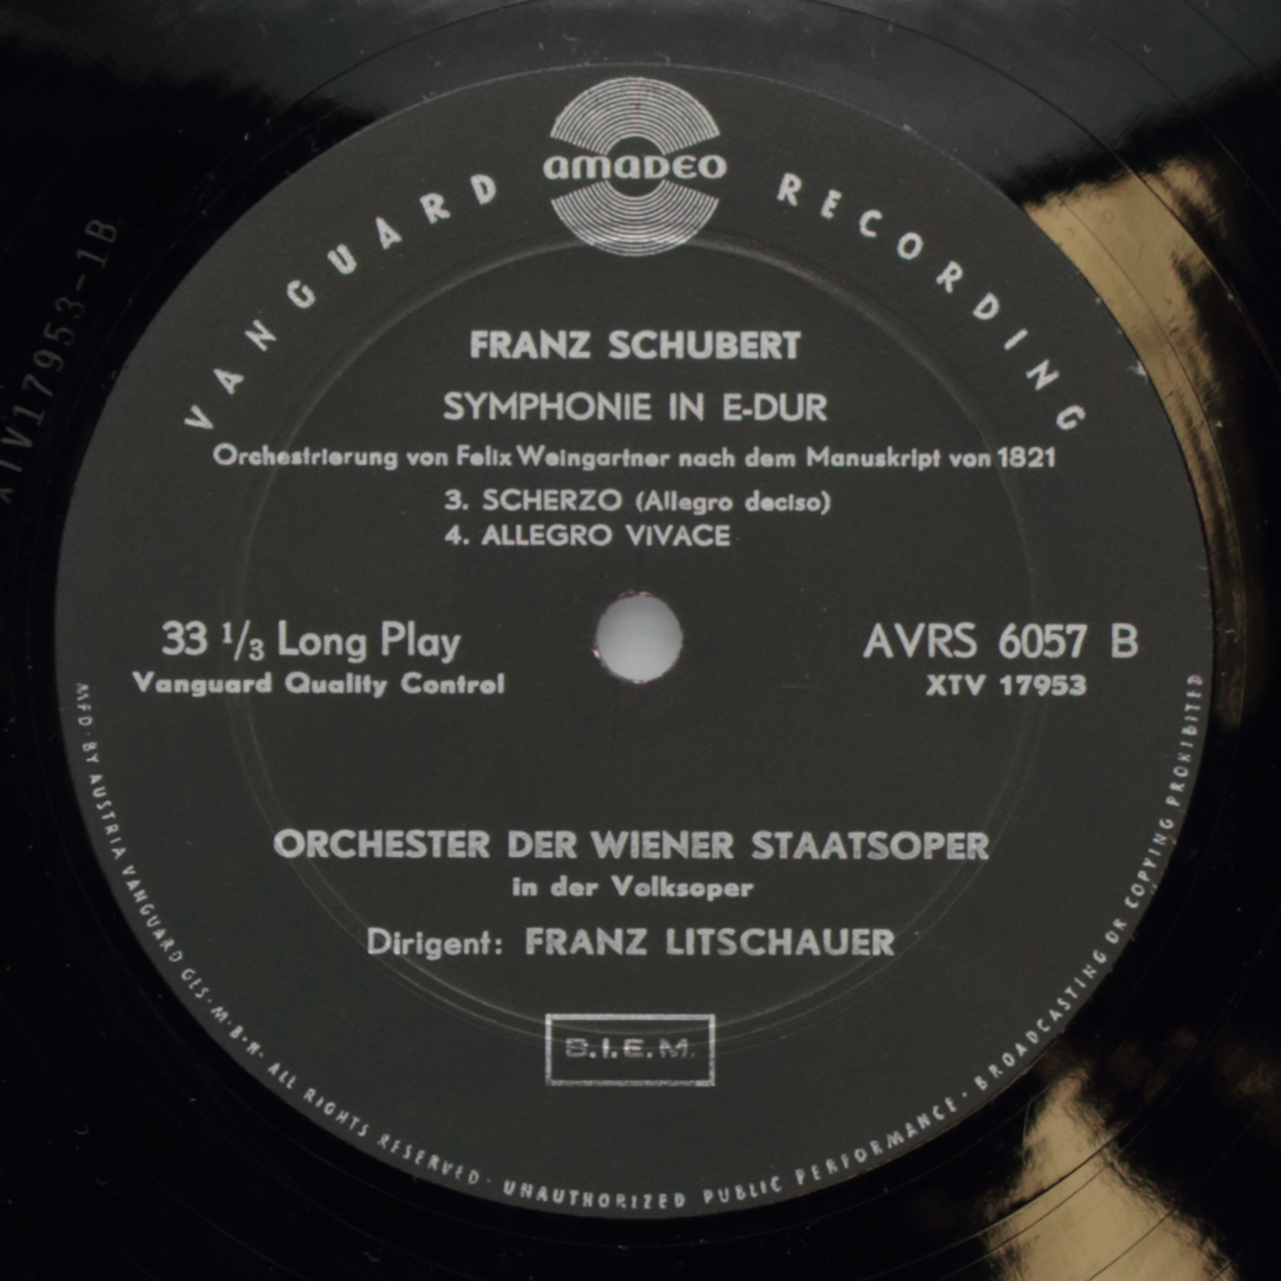 VANGUARD RECORDING
amadeo
FRANZ SCHUBERT
SYMPHONIE IN E-DUR
Orchestrierung von Felix Weingartner nach dem Manuskript von 1821
3. SCHERZO (Allegro deciso)
4. ALLEGRO VIVACE
33 1/3 Long Play
Vanguard Quality Control
AVRS 6057 B
XTV 17953
ORCHESTER DER WIENER STAATSOPER
in der Volksoper
Dirigent: FRANZ LITSCHAUER
B.I.E.M.
MFD · BY AUSTRIA VANGUARD GES·M·B·H· ALL RIGHTS RESERVED · UNAUTHORIZED PUBLIC PERFORMANCE · BROADCASTING OR COPYING PROHIBITED
XTV17953-1B